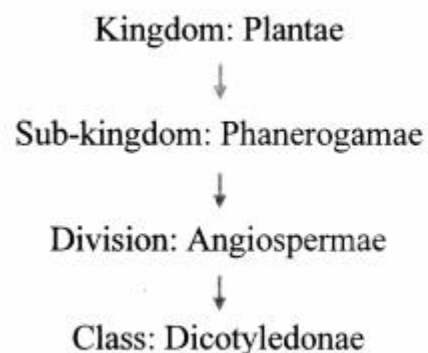 Kingdom: Plantae
Sub-kingdom: Phanerogamae
Division: Angiospermae
Class: Dicotyledonae